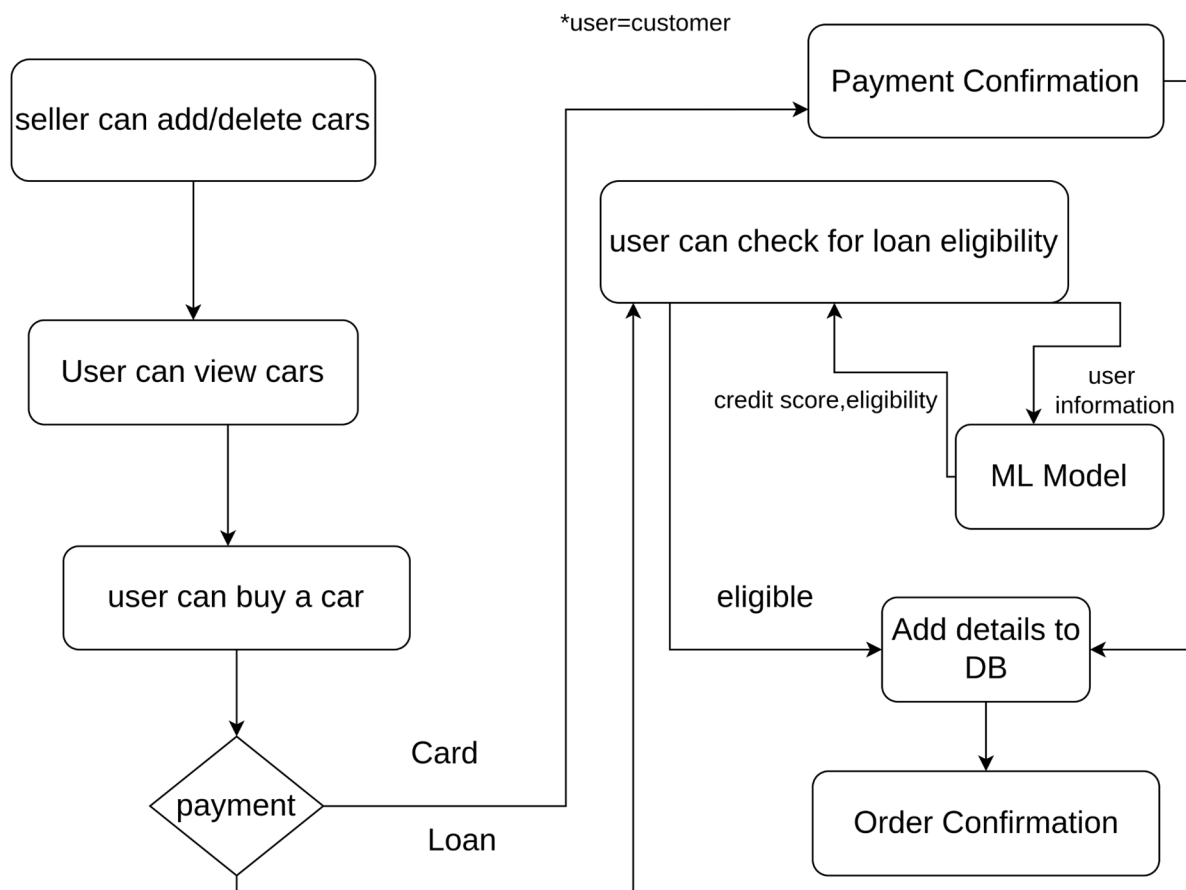 *user=customer
Payment Confirmation
seller can add/delete cars
user can check for loan eligibility
User can view cars
credit score,eligibility
user
information
ML Model
user can buy a car
eligible
Add details to
DB
Card
payment
Loan
Order Confirmation